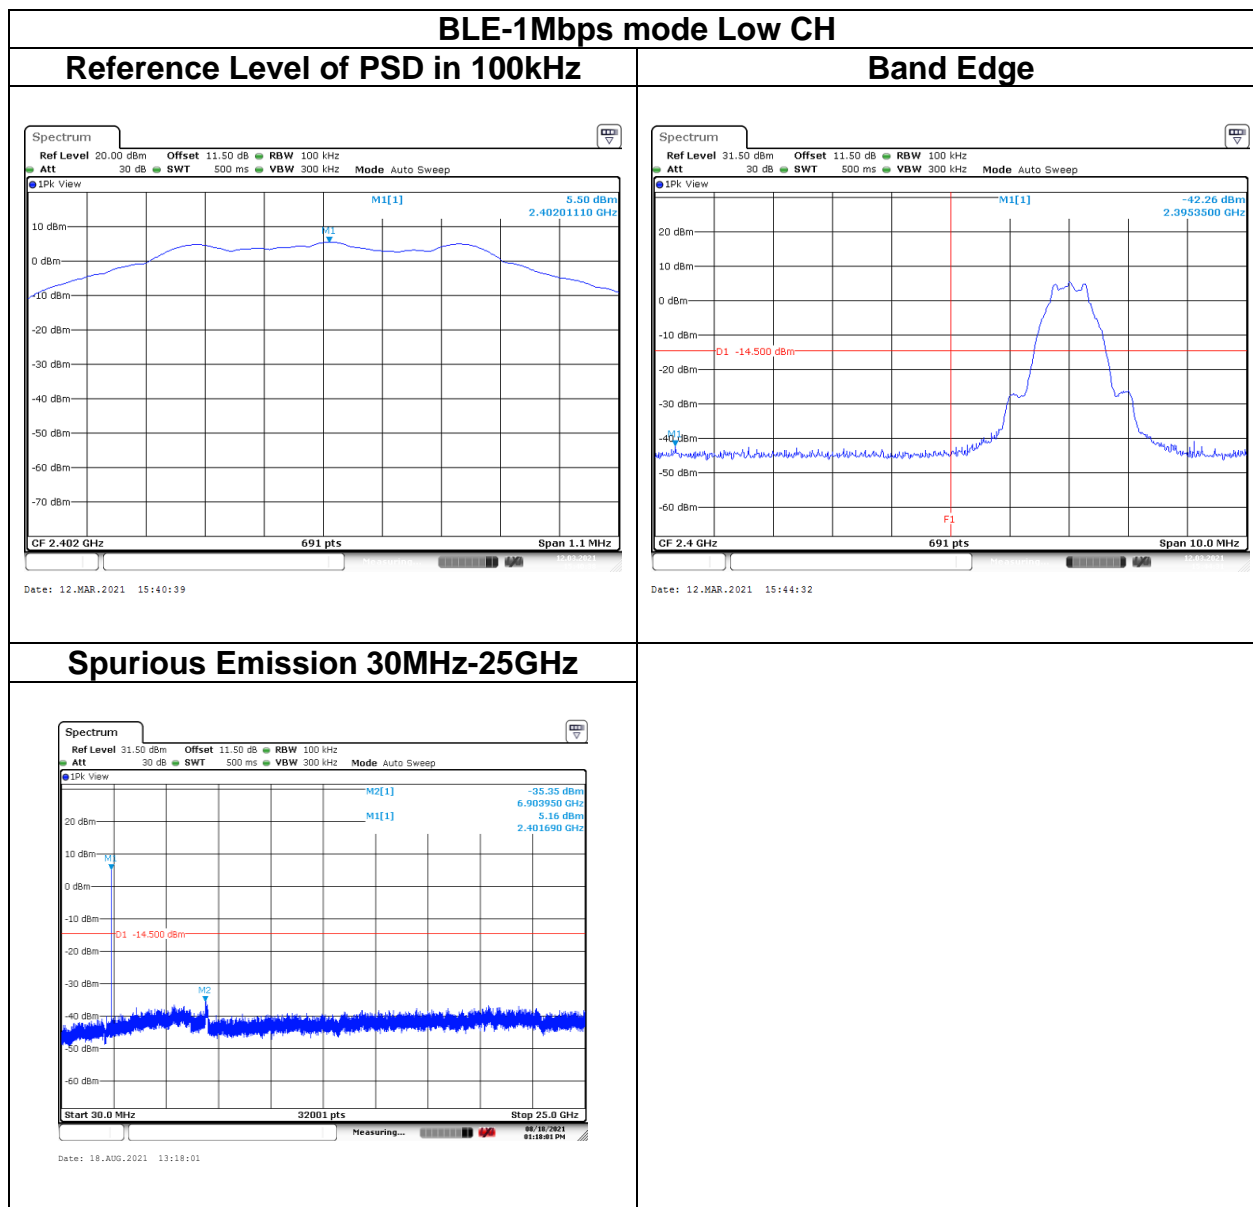 BLE-1Mbps mode Low CH
Reference Level of PSD in 100kHz
Band Edge
Spectrum
Ref Level 20.00 dBm Offset 11.50 dB RBW 100 kHz
Att 30 dB SWT 500 ms VBW 300 kHz Mode Auto Sweep
1Pk View
M1[1] 5.50 dBm
2.40201110 GHz
M1
10 dBm
0 dBm
-10 dBm
-20 dBm
-30 dBm
-40 dBm
-50 dBm
-60 dBm
-70 dBm
CF 2.402 GHz 691 pts Span 1.1 MHz
Measuring...
Date: 12.MAR.2021 15:40:39
Spectrum
Ref Level 31.50 dBm Offset 11.50 dB RBW 100 kHz
Att 30 dB SWT 500 ms VBW 300 kHz Mode Auto Sweep
1Pk View
M1[1] -42.26 dBm
2.3953500 GHz
20 dBm
10 dBm
0 dBm
-10 dBm
D1 -14.500 dBm
-20 dBm
-30 dBm
M1
-40 dBm
-50 dBm
-60 dBm
F1
CF 2.4 GHz 691 pts Span 10.0 MHz
Measuring...
Date: 12.MAR.2021 15:44:32
Spurious Emission 30MHz-25GHz
Spectrum
Ref Level 31.50 dBm Offset 11.50 dB RBW 100 kHz
Att 30 dB SWT 500 ms VBW 300 kHz Mode Auto Sweep
1Pk View
M2[1] -35.35 dBm
6.903950 GHz
M1[1] 5.16 dBm
2.401690 GHz
20 dBm
10 dBm
M1
0 dBm
-10 dBm
D1 -14.500 dBm
-20 dBm
-30 dBm
M2
-40 dBm
-50 dBm
-60 dBm
Start 30.0 MHz 32001 pts Stop 25.0 GHz
Measuring... 08/18/2021
01:18:01 PM
Date: 18.AUG.2021 13:18:01